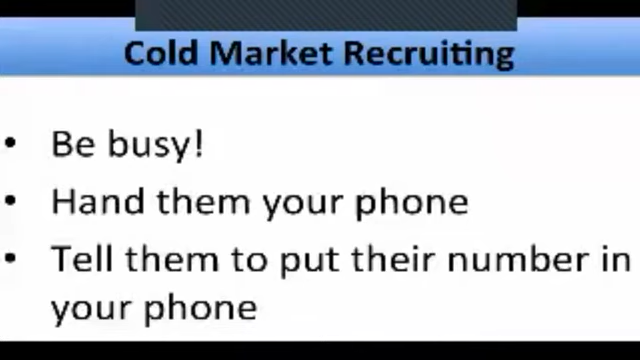 Cold Market Recruiting
• Be busy!
• Hand them your phone
• Tell them to put their number in
your phone